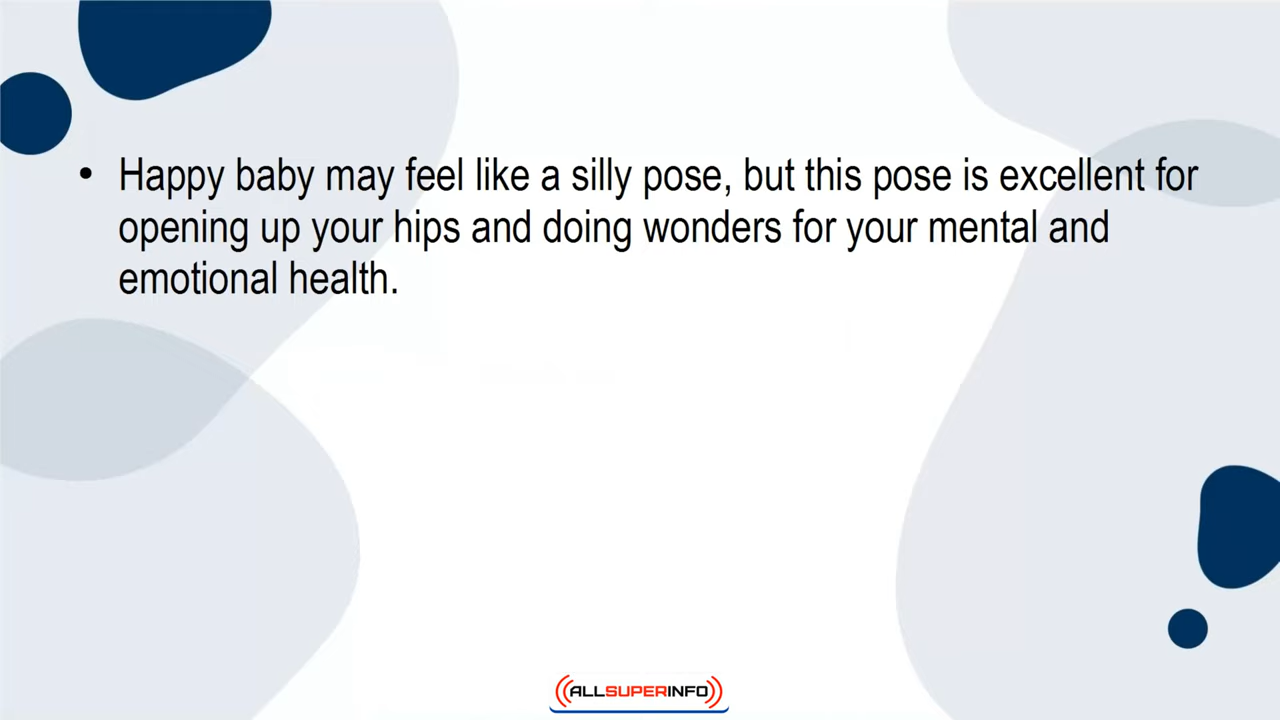 • Happy baby may feel like a silly pose, but this pose is excellent for
opening up your hips and doing wonders for your mental and
emotional health.
ALLSUPERINFO